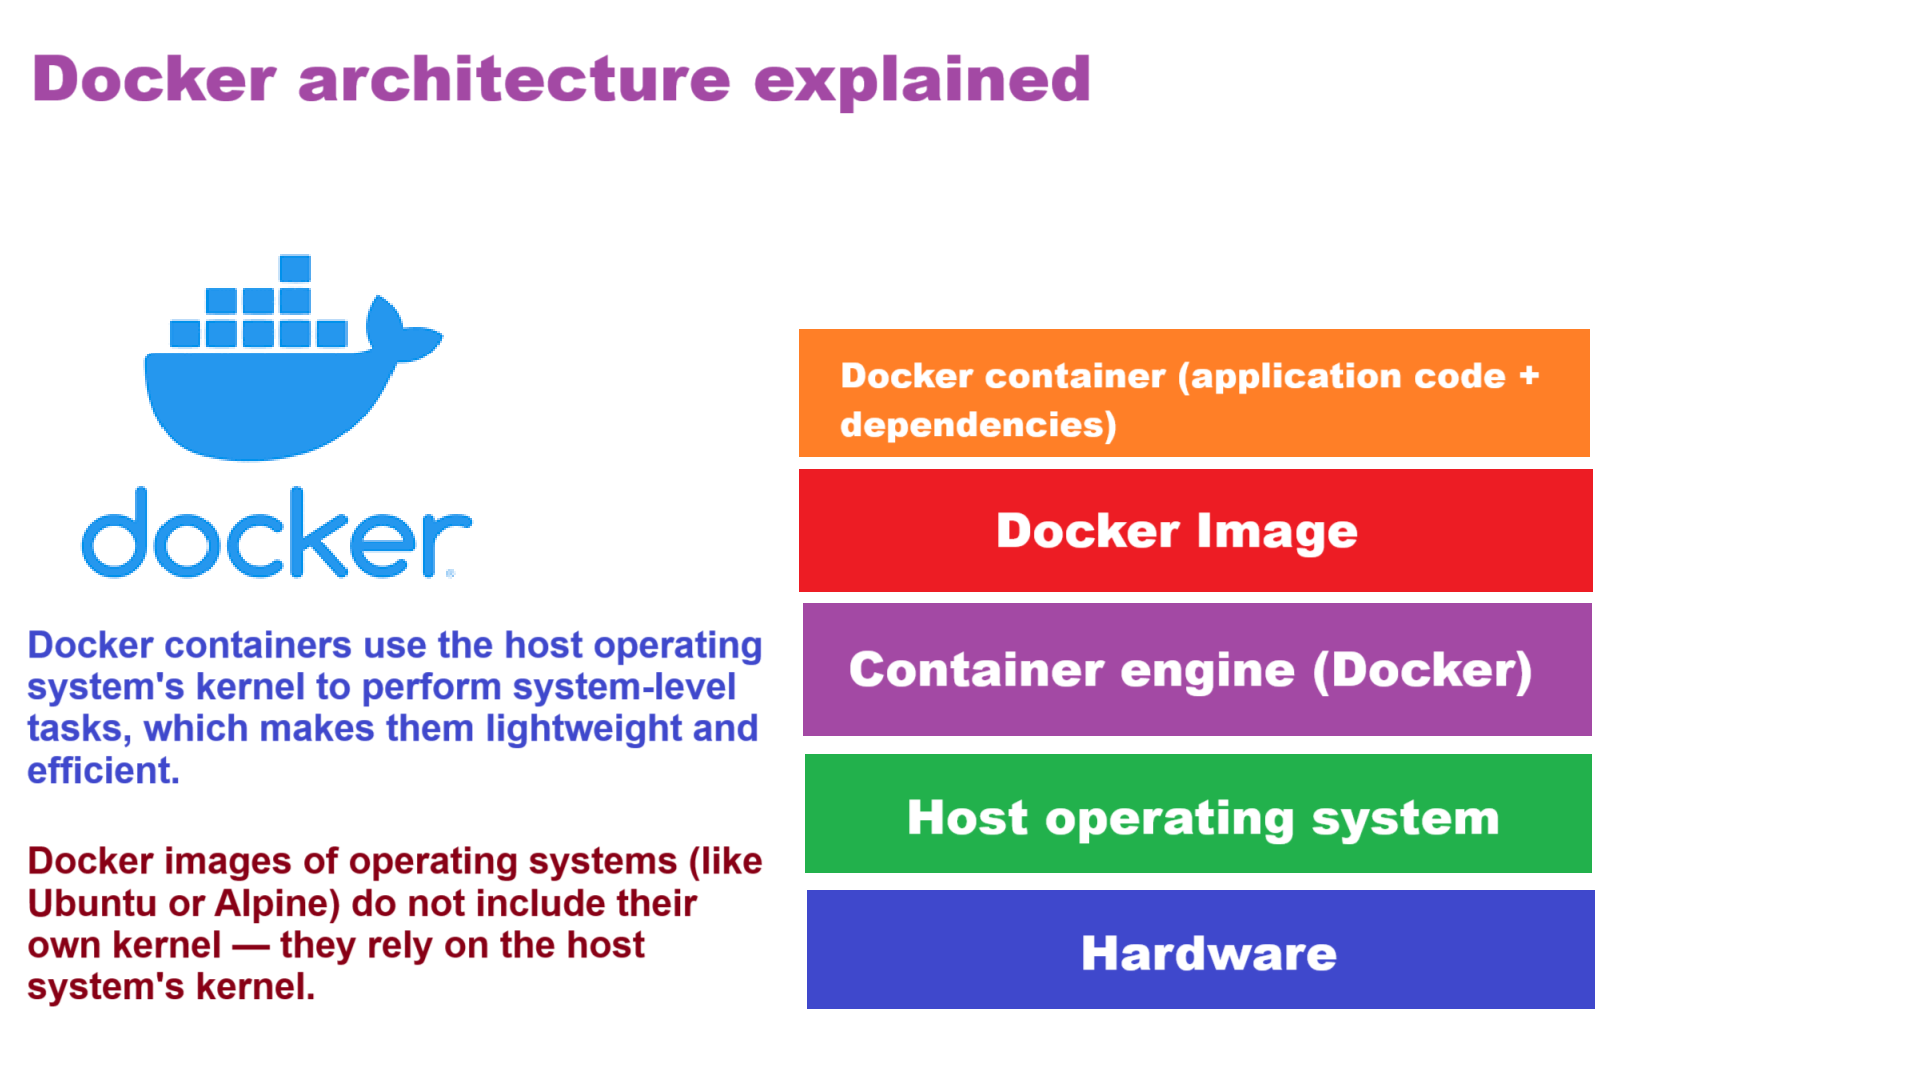 Docker architecture explained
docker
®
Docker containers use the host operating
system's kernel to perform system-level
tasks, which makes them lightweight and
efficient.
Docker images of operating systems (like
Ubuntu or Alpine) do not include their
own kernel — they rely on the host
system's kernel.
Docker container (application code +
dependencies)
Docker Image
Container engine (Docker)
Host operating system
Hardware